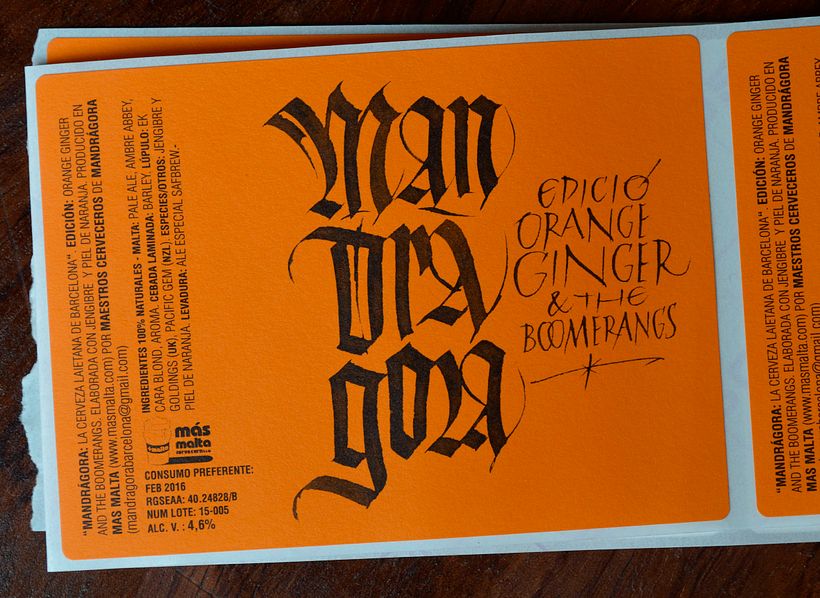 Man
Dra
gora
EDICIÓ
ORANGE
GINGER
& THE
BOOMERANGS
"MANDRÁGORA: LA CERVEZA LAIETANA DE BARCELONA". EDICIÓN: ORANGE GINGER
AND THE BOOMERANGS. ELABORADA CON JENGIBRE Y PIEL DE NARANJA. PRODUCIDO EN
MAS MALTA (www.masmalta.com) POR MAESTROS CERVECEROS DE MANDRÁGORA
(mandragorabarcelona@gmail.com)
INGREDIENTES 100% NATURALES - MALTA: PALE ALE, AMBRE ABBEY,
CARA BLOND, AROMA. CEBADA LAMINADA: BARLEY. LÚPULO: EK
GOLDINGS (UK), PACIFIC GEM (NZL). ESPECIES/OTROS: JENGIBRE Y
PIEL DE NARANJA. LEVADURA: ALE ESPECIAL SAFBREW.-
más
malta
CONSUMO PREFERENTE:
FEB 2016
RGSEAA: 40.24828/B
NUM LOTE: 15-005
ALC. V. : 4,6%
"MANDRÁGORA: LA CERVEZA LAIETANA DE BARCELONA". EDICIÓN: ORANGE GINGER
AND THE BOOMERANGS. ELABORADA CON JENGIBRE Y PIEL DE NARANJA. PRODUCIDO EN
MAS MALTA (www.masmalta.com) POR MAESTROS CERVECEROS DE MANDRÁGORA